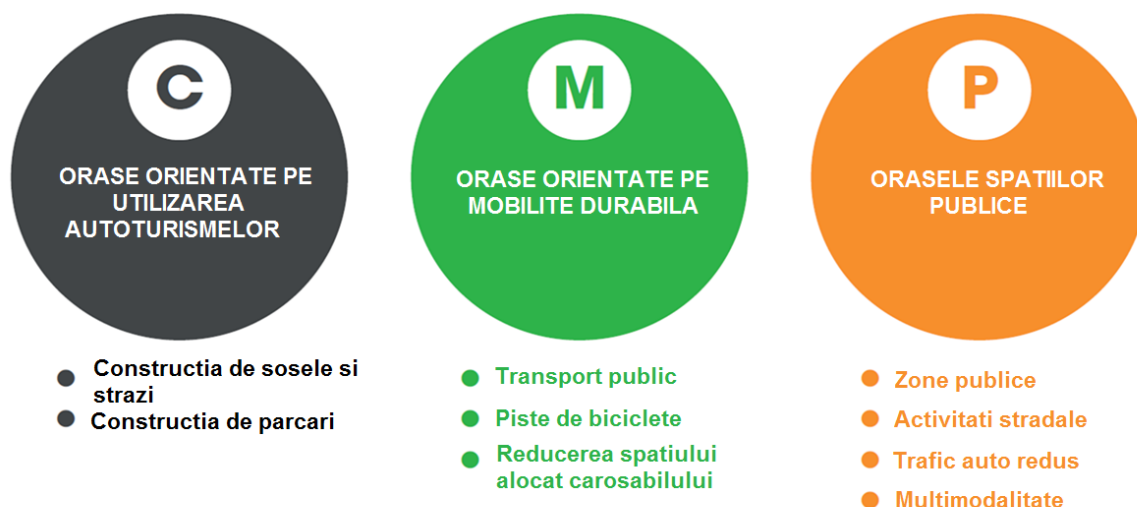 C
ORASE ORIENTATE PE
UTILIZAREA
AUTOTURISMELOR
Constructia de sosele si
strazi
Constructia de parcari
M
ORASE ORIENTATE PE
MOBILITE DURABILA
Transport public
Piste de biciclete
Reducerea spatiului
alocat carosabilului
P
ORASELE SPATIILOR
PUBLICE
Zone publice
Activitati stradale
Trafic auto redus
Multimodalitate